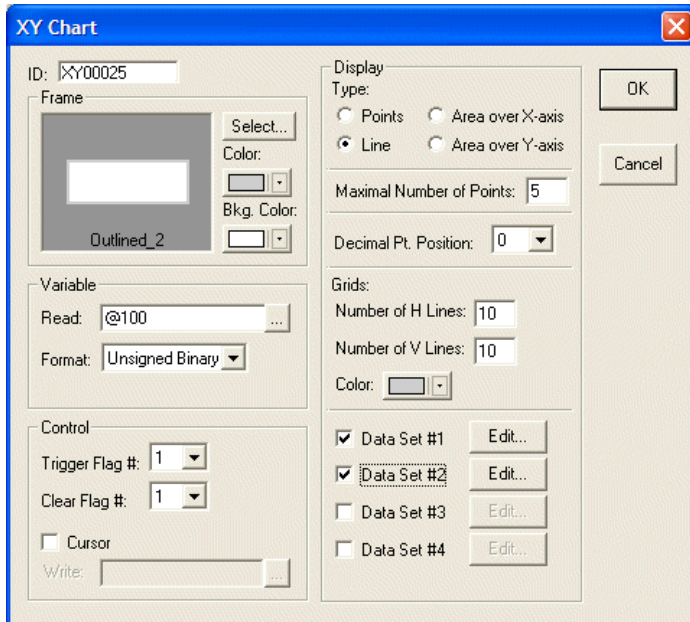 XY Chart
ID: XY00025
Frame
Select...
Color:
Bkg. Color:
Outlined_2
Variable
Read: @100 ...
Format: Unsigned Binary
Control
Trigger Flag #: 1
Clear Flag #: 1
Cursor
Write: ...
Display
Type:
Points Area over X-axis
Line Area over Y-axis
Maximal Number of Points: 5
Decimal Pt. Position: 0
Grids:
Number of H Lines: 10
Number of V Lines: 10
Color:
Data Set #1 Edit...
Data Set #2 Edit...
Data Set #3 Edit...
Data Set #4 Edit...
OK
Cancel